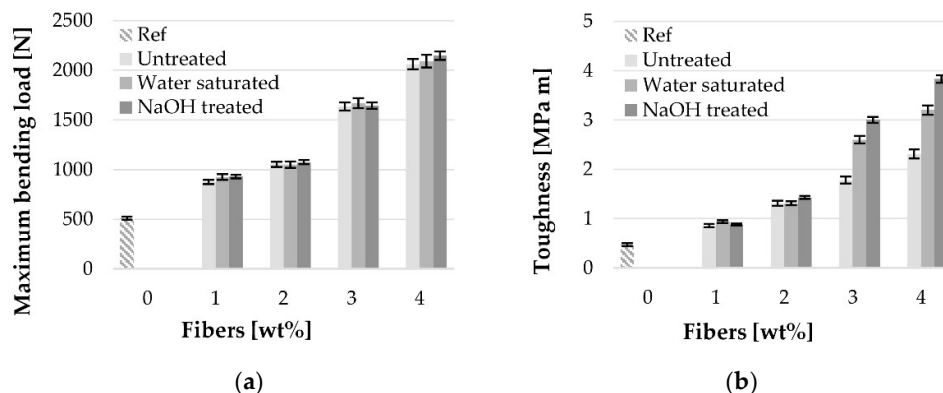 Maximum bending load [N]
2500
2000
1500
1000
500
0
Ref
Untreated
Water saturated
NaOH treated
0 1 2 3 4
Fibers [wt%]
(a)
Toughness [MPa m]
5
4
3
2
1
0
Ref
Untreated
Water saturated
NaOH treated
0 1 2 3 4
Fibers [wt%]
(b)